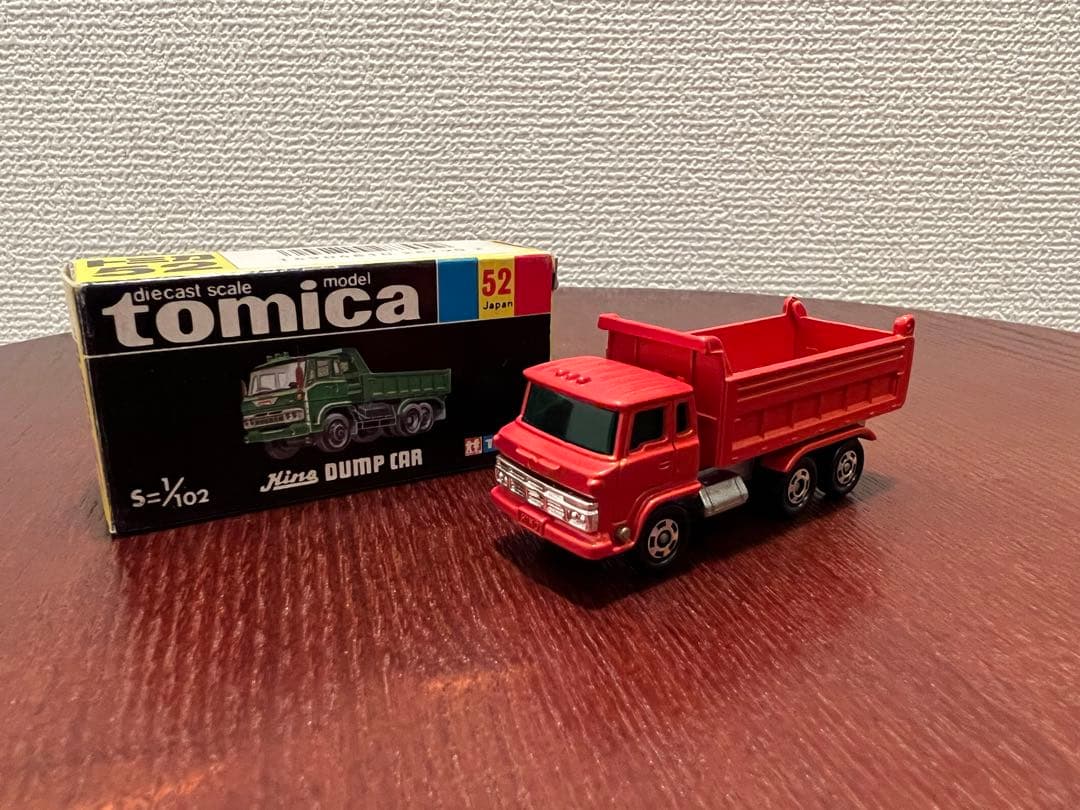 diecast scale model
tomica
52
Japan
Hino DUMP CAR
S=1/102